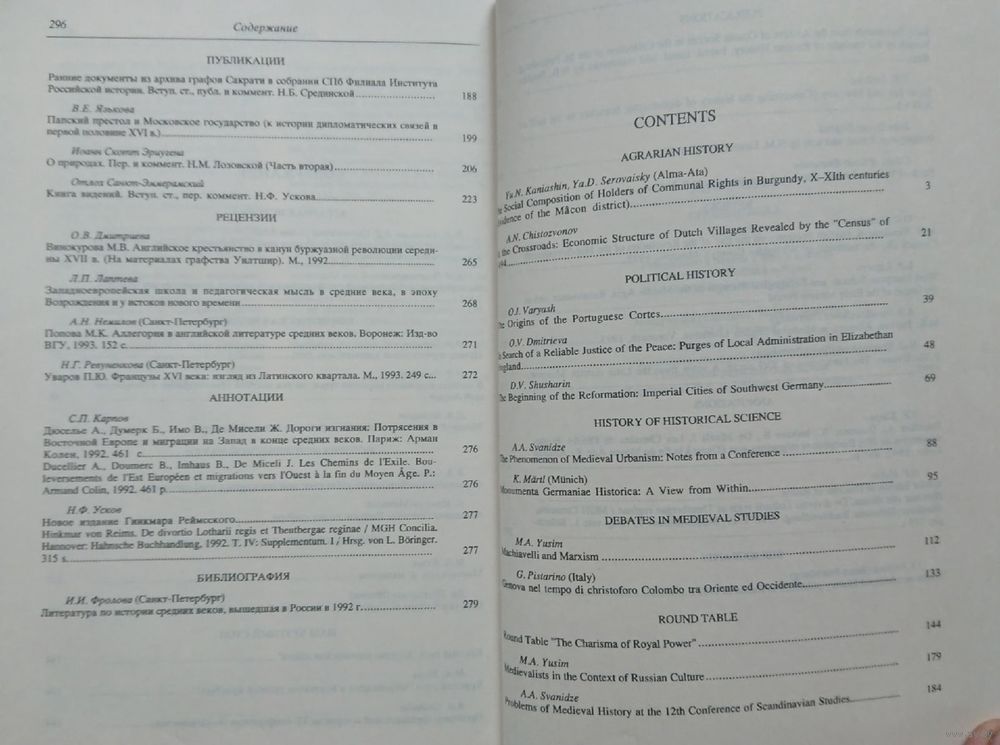 296
Содержание
ПУБЛИКАЦИИ
Ранние документы из архива графов Сакрати в собрании СПб Филиала Института
Российской истории. Вступ. ст., публ. и коммент. Н.Б. Срединской 188
В.Е. Языкова
Папский престол и Московское государство (к истории дипломатических связей в
первой половине XVI в.) 199
Иоанн Скотт Эриугена
О природах. Пер. и коммент. Н.М. Лозовской (Часть вторая) 206
Отлох Санкт-Эммерамский
Книга видений. Вступ. ст., пер. коммент. Н.Ф. Ускова 223
РЕЦЕНЗИИ
О.В. Дмитриева
Винокурова М.В. Английское крестьянство в канун буржуазной революции середи-
ны XVII в. (На материалах графства Уилтшир). М., 1992 265
Л.П. Лаптева
Западноевропейская школа и педагогическая мысль в средние века, в эпоху
Возрождения и у истоков нового времени 268
А.Н. Немилов (Санкт-Петербург)
Попова М.К. Аллегория в английской литературе средних веков. Воронеж: Изд-во
ВГУ, 1993. 152 с. 271
Н.Г. Ревуненкова (Санкт-Петербург)
Уваров П.Ю. Французы XVI века: взгляд из Латинского квартала. М., 1993. 249 с... 272
АННОТАЦИИ
С.П. Карпов
Дюселье А., Думерк Б., Имо В., Де Мисели Ж. Дороги изгнания: Потрясения в
Восточной Европе и миграции на Запад в конце средних веков. Париж: Арман
Колен, 1992. 461 с. 276
Ducellier A., Doumerc B., Imhaus B., De Miceli J. Les Chemins de l'Exile. Bou-
leversements de l'Est Européen et migrations vers l'Ouest à la fin du Moyen Âge. P.:
Armand Colin, 1992. 461 p. 276
Н.Ф. Усков
Новое издание Гинкмара Реймсского 277
Hinkmar von Reims. De divortio Lotharii regis et Theutbergae reginae / MGH Concilia.
Hannover: Hahnsche Buchhandlung, 1992. T. IV: Supplementum. 1 / Hrsg. von L. Böringer.
315 s. 277
БИБЛИОГРАФИЯ
И.И. Фролова (Санкт-Петербург)
Литература по истории средних веков, вышедшая в России в 1992 г. 279
CONTENTS
AGRARIAN HISTORY
Yu.N. Kaniashin, Ya.D. Serovaisky (Alma-Ata)
Social Composition of Holders of Communal Rights in Burgundy, X–XIth centuries
of the Mâcon district) 3
A.N. Chistozvonov
the Crossroads: Economic Structure of Dutch Villages Revealed by the "Census" of
21
POLITICAL HISTORY
O.I. Varyash
Origins of the Portuguese Cortes 39
O.V. Dmitrieva
Search of a Reliable Justice of the Peace: Purges of Local Administration in Elizabethan
ngland 48
D.V. Shusharin
Beginning of the Reformation: Imperial Cities of Southwest Germany 69
HISTORY OF HISTORICAL SCIENCE
A.A. Svanidze
The Phenomenon of Medieval Urbanism: Notes from a Conference 88
K. Märtl (Münich)
Monumenta Germaniae Historica: A View from Within 95
DEBATES IN MEDIEVAL STUDIES
M.A. Yusim
Machiavelli and Marxism 112
G. Pistarino (Italy)
Genova nel tempo di christoforo Colombo tra Oriente ed Occidente 133
ROUND TABLE
Round Table "The Charisma of Royal Power" 144
M.A. Yusim
Medievalists in the Context of Russian Culture 179
A.A. Svanidze
Problems of Medieval History at the 12th Conference of Scandinavian Studies 184